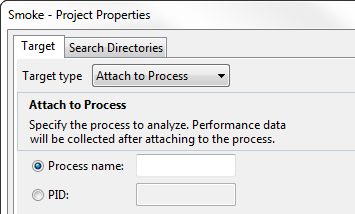 Smoke - Project Properties
Target Search Directories
Target type Attach to Process
Attach to Process
Specify the process to analyze. Performance data
will be collected after attaching to the process.
Process name:
PID: